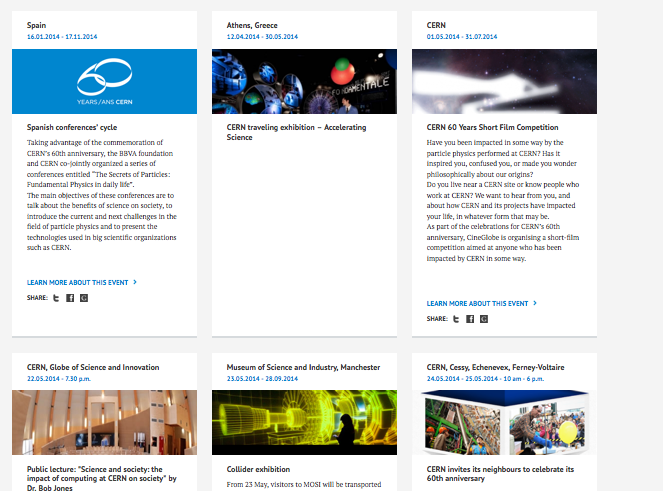 Spain
16.01.2014 - 17.11.2014
60
YEARS/ANS CERN
Spanish conferences' cycle
Taking advantage of the commemoration of
CERN's 60th anniversary, the BBVA foundation
and CERN co-jointly organized a series of
conferences entitled "The Secrets of Particles:
Fundamental Physics in daily life".
The main objectives of these conferences are to
talk about the benefits of science on society, to
introduce the current and next challenges in the
field of particle physics and to present the
technologies used in big scientific organizations
such as CERN.
LEARN MORE ABOUT THIS EVENT >
SHARE:
Athens, Greece
12.04.2014 - 30.05.2014
FONDAMENTALE
CERN traveling exhibition – Accelerating
Science
CERN
01.05.2014 - 31.07.2014
CERN 60 Years Short Film Competition
Have you been impacted in some way by the
particle physics performed at CERN? Has it
inspired you, confused you, or made you wonder
philosophically about our origins?
Do you live near a CERN site or know people who
work at CERN? We want to hear from you, and
about how CERN and its projects have impacted
your life, in whatever form that may be.
As part of the celebrations for CERN's 60th
anniversary, CineGlobe is organising a short-film
competition aimed at anyone who has been
impacted by CERN in some way.
LEARN MORE ABOUT THIS EVENT >
SHARE:
CERN, Globe of Science and Innovation
22.05.2014 - 7.30 p.m.
Public lecture: "Science and society: the
impact of computing at CERN on society" by
Dr. Bob Jones
Museum of Science and Industry, Manchester
23.05.2014 - 28.09.2014
Collider exhibition
From 23 May, visitors to MOSI will be transported
CERN, Cessy, Echenevex, Ferney-Voltaire
24.05.2014 - 25.05.2014 - 10 am - 6 p.m.
CERN invites its neighbours to celebrate its
60th anniversary